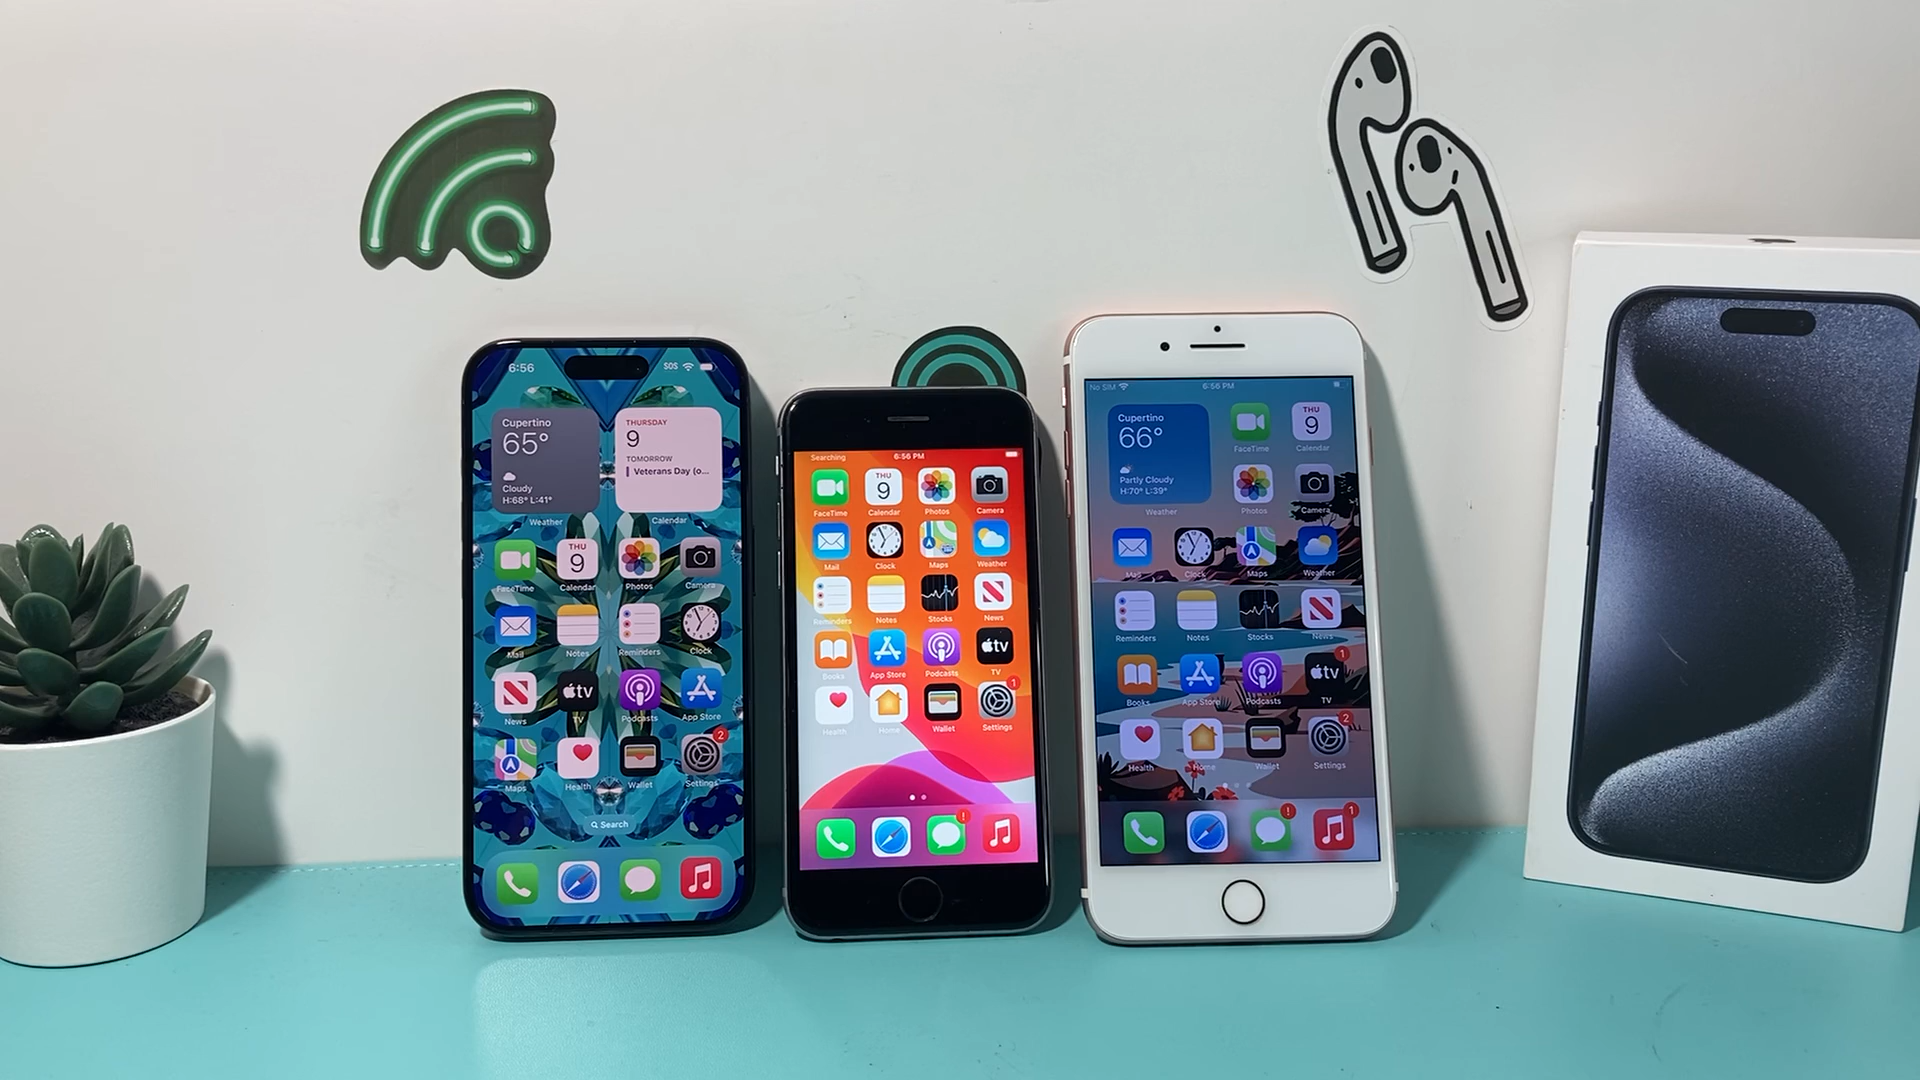 6:56
SOS
Cupertino
65°
Cloudy
H:68° L:41°
Weather
THURSDAY
9
TOMORROW
Veterans Day (o...
Calendar
FaceTime
THU
9
Calendar
Photos
Camera
Mail
Notes
Reminders
Clock
News
tv
TV
Podcasts
App Store
Maps
Health
Wallet
2
Settings
Search
Searching
6:56 PM
FaceTime
THU
9
Calendar
Photos
Camera
Mail
Clock
Maps
Weather
Reminders
Notes
Stocks
News
Books
App Store
Podcasts
tv
TV
Health
Home
Wallet
1
Settings
!
No SIM
6:56 PM
Cupertino
66°
Partly Cloudy
H:70° L:39°
Weather
FaceTime
THU
9
Calendar
Photos
Camera
Mail
Clock
Maps
Weather
Reminders
Notes
Stocks
News
Books
App Store
Podcasts
tv
1
TV
Health
Home
Wallet
2
Settings
!
1